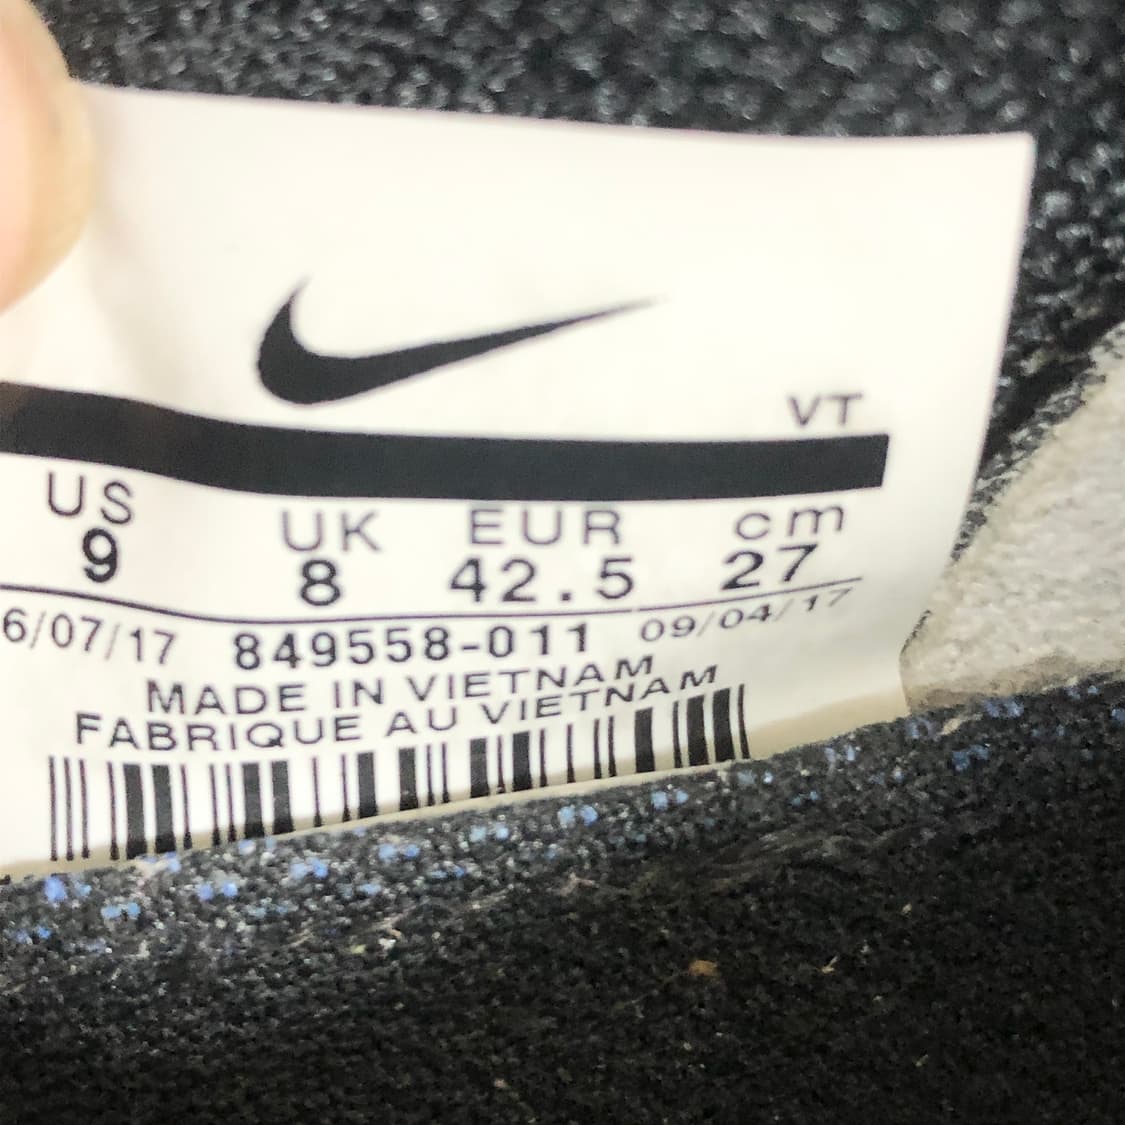 VT
US UK EUR cm
9 8 42.5 27
6/07/17 849558-011 09/04/17
MADE IN VIETNAM
FABRIQUE AU VIETNAM